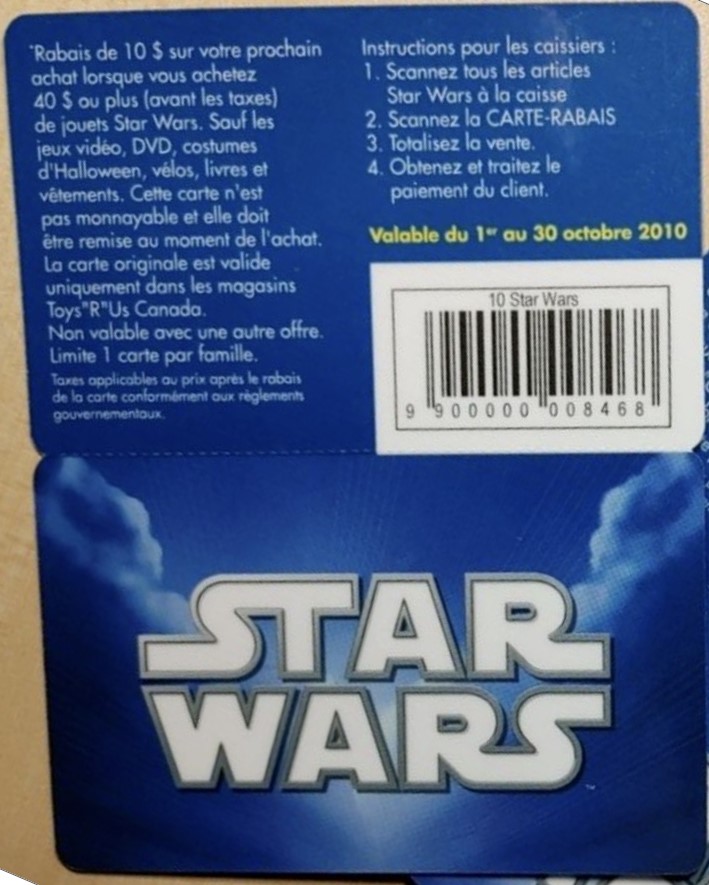 *Rabais de 10 $ sur votre prochain
achat lorsque vous achetez
40 $ ou plus (avant les taxes)
de jouets Star Wars. Sauf les
jeux vidéo, DVD, costumes
d'Halloween, vélos, livres et
vêtements. Cette carte n'est
pas monnayable et elle doit
être remise au moment de l'achat.
La carte originale est valide
uniquement dans les magasins
Toys"R"Us Canada.
Non valable avec une autre offre.
Limite 1 carte par famille.
Taxes applicables au prix après le rabais
de la carte conformément aux règlements
gouvernementaux.
Instructions pour les caissiers :
1. Scannez tous les articles
Star Wars à la caisse
2. Scannez la CARTE-RABAIS
3. Totalisez la vente.
4. Obtenez et traitez le
paiement du client.
Valable du 1er au 30 octobre 2010
10 Star Wars
9 900000 008468
STAR
WARS